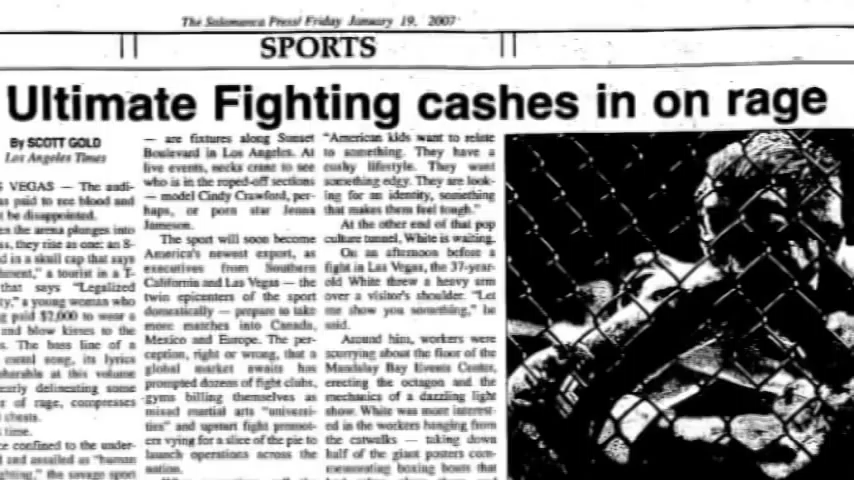 The Salamanca Press/ Friday January 19, 2007
SPORTS
Ultimate Fighting cashes in on rage
By SCOTT GOLD
Los Angeles Times
VEGAS — The audi-
paid to see blood and
be disappointed.
the arena plunges into
they rise as one: an 8-
in a skull cap that says
a tourist in a T-
that says "Legalized
a young woman who
paid $2,000 to wear a
and blow kisses to the
The bass line of a
metal song, its lyrics
at this volume
delineating some
of rage, compresses
chests.
time.
confined to the under-
and assailed as "human
the savage sport
— are fixtures along Sunset
Boulevard in Los Angeles. At
live events, necks crane to see
who is in the roped-off sections
— model Cindy Crawford, per-
haps, or porn star Jenna
Jameson.
The sport will soon become
America's newest export, as
executives from Southern
California and Las Vegas — the
twin epicenters of the sport
domestically — prepare to take
more matches into Canada,
Mexico and Europe. The per-
ception, right or wrong, that a
global market awaits has
prompted dozens of fight clubs,
gyms billing themselves as
mixed martial arts "universi-
ties" and upstart fight promot-
ers vying for a slice of the pie to
launch operations across the
nation.
"American kids want to relate
to something. They have a
cushy lifestyle. They want
something edgy. They are look-
ing for an identity, something
that makes them feel tough."
At the other end of that pop
culture tunnel, White is waiting.
On an afternoon before a
fight in Las Vegas, the 37-year-
old White threw a heavy arm
over a visitor's shoulder. "Let
me show you something," he
said.
Around him, workers were
scurrying about the floor of the
Mandalay Bay Events Center,
erecting the octagon and the
mechanics of a dazzling light
show. White was more interest-
ed in the workers hanging from
the catwalks — taking down
half of the giant posters com-
memorating boxing bouts that